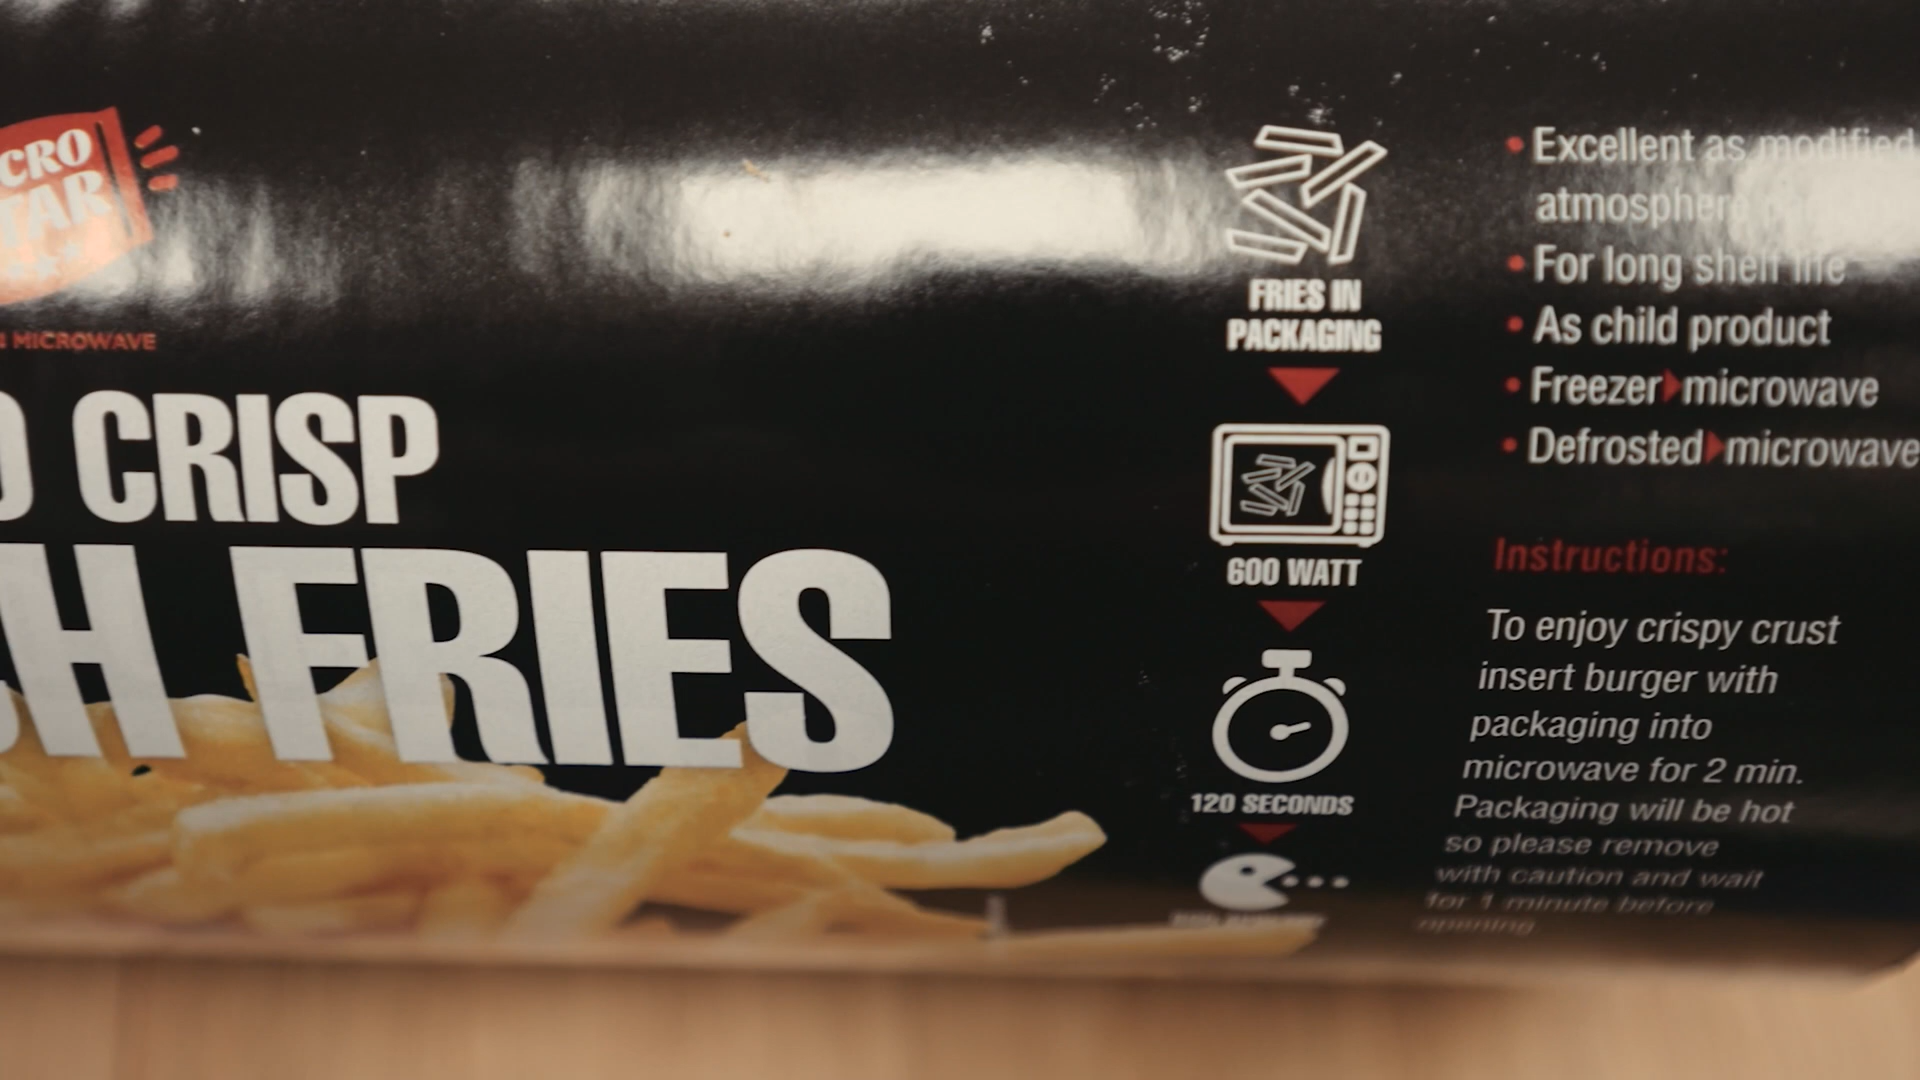 CRO
TAR
MICROWAVE
CRISP
H FRIES
FRIES IN
PACKAGING
600 WATT
120 SECONDS
• Excellent as modified
atmosphere
• For long shelf life
• As child product
• Freezer microwave
• Defrosted microwave
Instructions:
To enjoy crispy crust
insert burger with
packaging into
microwave for 2 min.
Packaging will be hot
so please remove
with caution and wait
for 1 minute before
opening